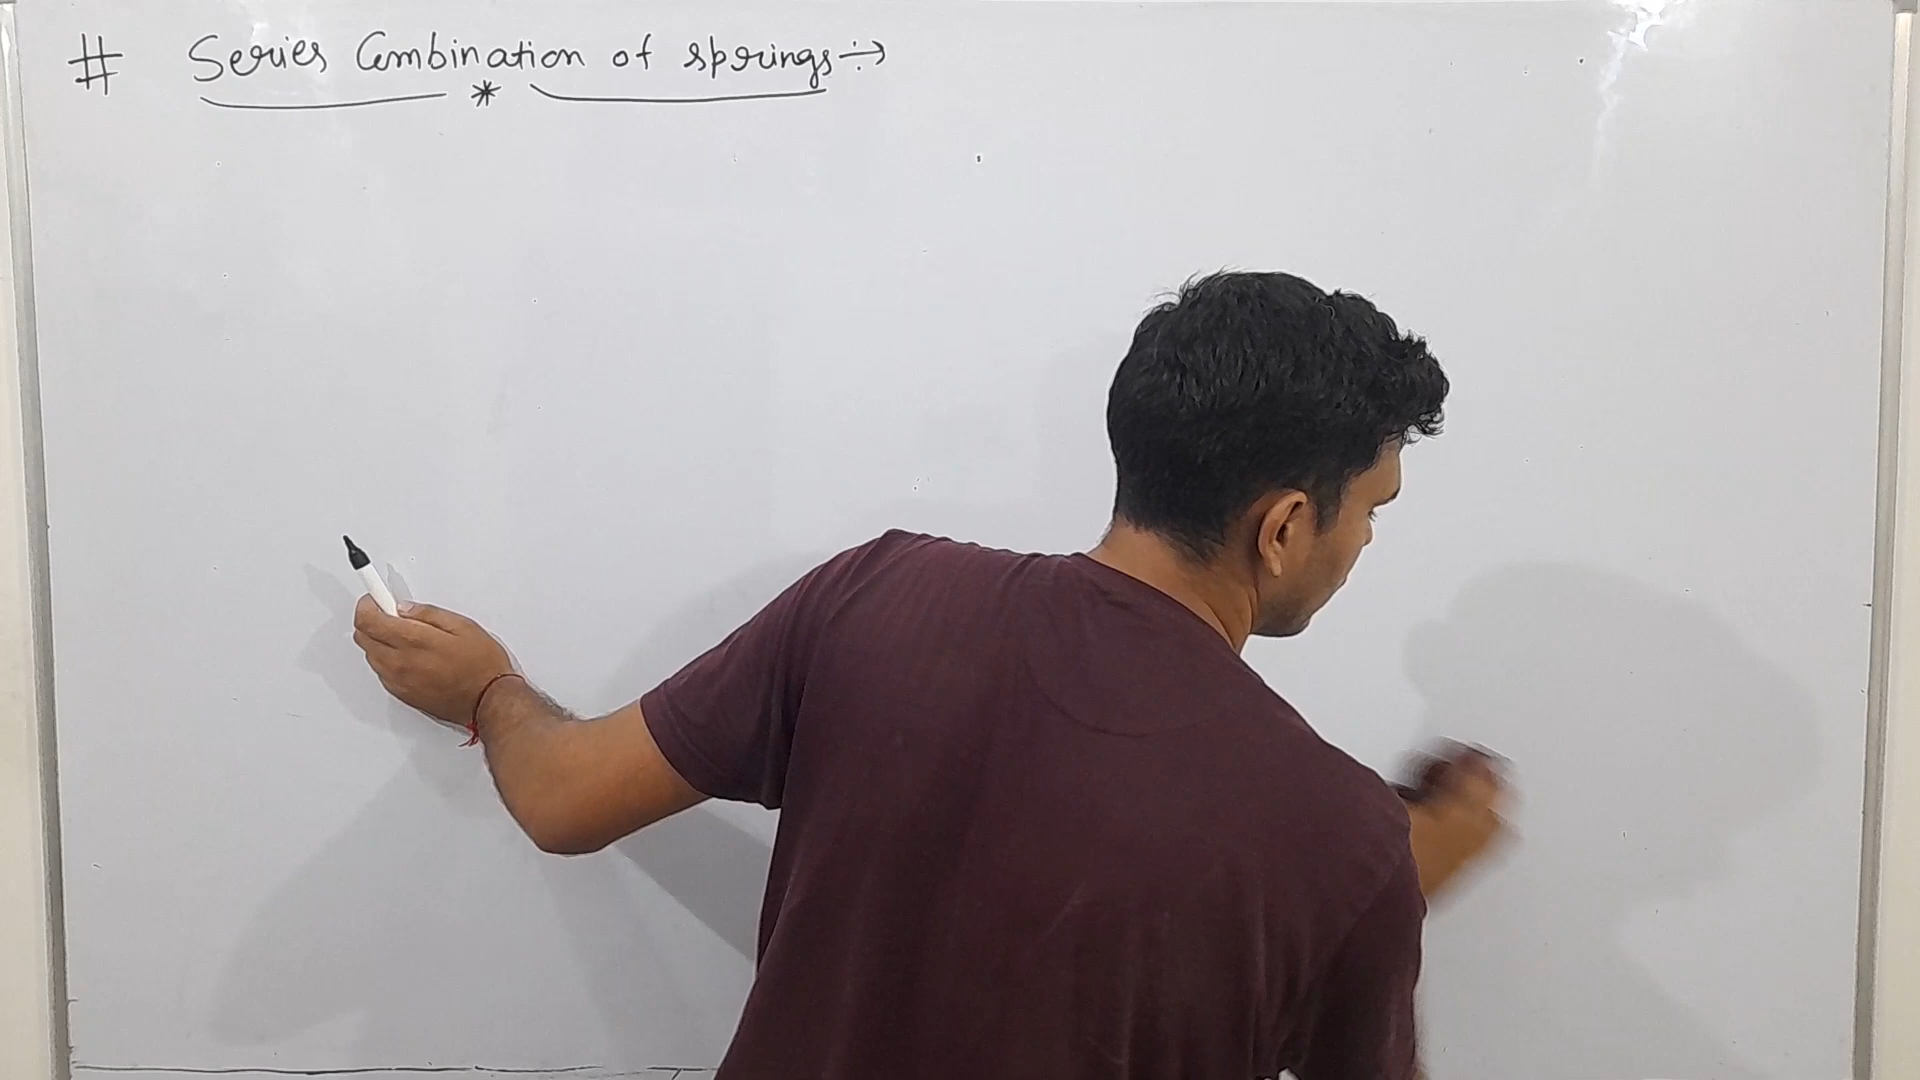 # Series Combination of springs ÷→
*